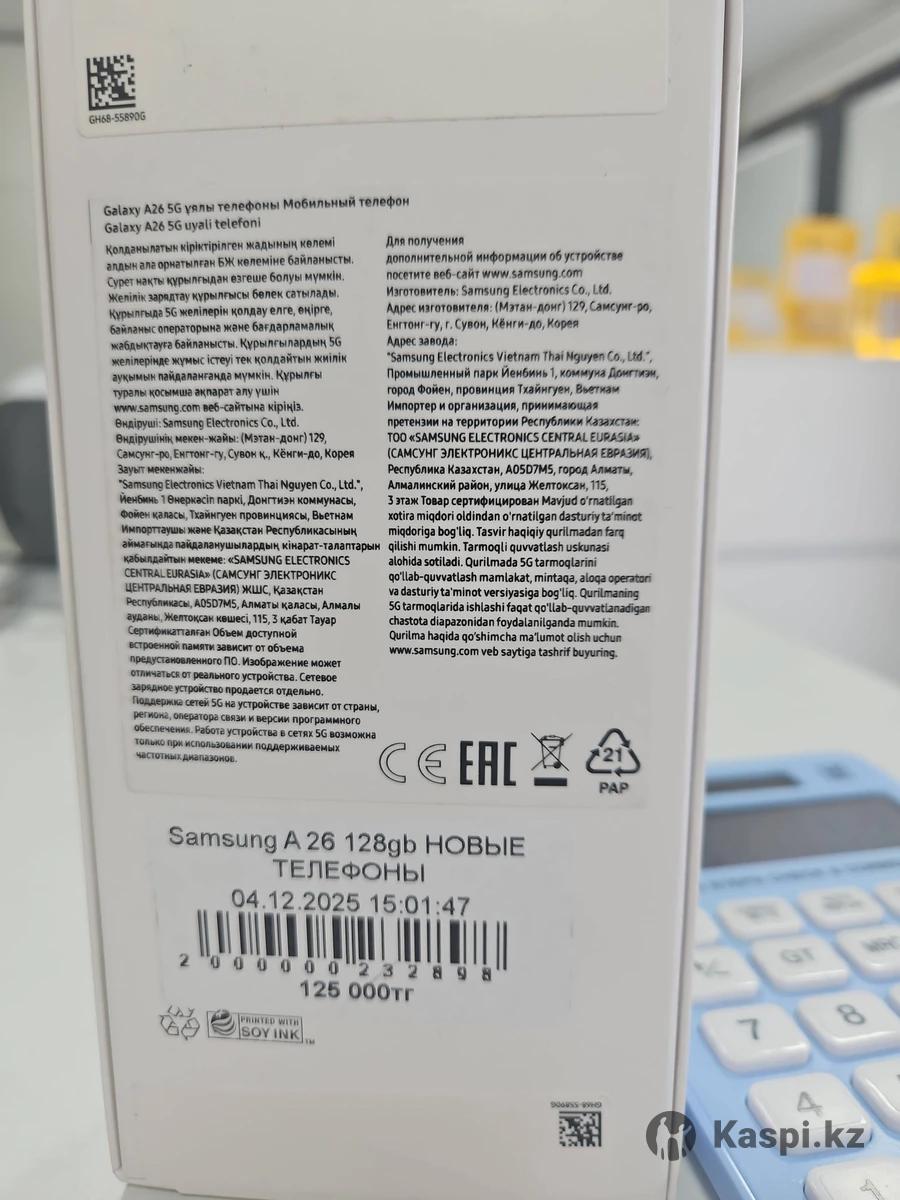 GH68-55890G
Galaxy A26 5G ұялы телефоны Мобильный телефон
Galaxy A26 5G uyali telefoni
Қолданылатын кіріктірілген жадының көлемі
алдын ала орнатылған БЖ көлеміне байланысты.
Сурет нақты құрылғыдан өзгеше болуы мүмкін.
Желілік зарядтау құрылғысы бөлек сатылады.
Құрылғыда 5G желілерін қолдау елге, өңірге,
байланыс операторына және бағдарламалық
жабдықтауға байланысты. Құрылғылардың 5G
желілерінде жұмыс істеуі тек қолдайтын жиілік
ауқымын пайдаланғанда мүмкін. Құрылғы
туралы қосымша ақпарат алу үшін
www.samsung.com веб-сайтына кіріңіз.
Өндіруші: Samsung Electronics Co., Ltd.
Өндірушінің мекен-жайы: (Мэтан-донг) 129,
Самсунг-ро, Енгтонг-гу, Сувон қ., Кёнги-до, Корея
Зауыт мекенжайы:
"Samsung Electronics Vietnam Thai Nguyen Co., Ltd.",
Йенбинь 1 Өнеркәсіп паркі, Донгтиэн коммунасы,
Фойен қаласы, Тхайнгуен провинциясы, Вьетнам
Импорттаушы және Қазақстан Республикасының
аймағында пайдаланушылардың кінарат-талаптарын
қабылдайтын мекеме: «SAMSUNG ELECTRONICS
CENTRAL EURASIA» (САМСУНГ ЭЛЕКТРОНИКС
ЦЕНТРАЛЬНАЯ ЕВРАЗИЯ) ЖШС, Қазақстан
Республикасы, A05D7M5, Алматы қаласы, Алмалы
ауданы, Желтоқсан көшесі, 115, 3 қабат Тауар
Сертификатталған Объем доступной
встроенной памяти зависит от объема
предустановленного ПО. Изображение может
отличаться от реального устройства. Сетевое
зарядное устройство продается отдельно.
Поддержка сетей 5G на устройстве зависит от страны,
региона, оператора связи и версии программного
обеспечения. Работа устройства в сетях 5G возможна
только при использовании поддерживаемых
частотных диапазонов.
Для получения
дополнительной информации об устройстве
посетите веб-сайт www.samsung.com
Изготовитель: Samsung Electronics Co., Ltd.
Адрес изготовителя: (Мэтан-донг) 129, Самсунг-ро,
Енгтонг-гу, г. Сувон, Кёнги-до, Корея
Адрес завода:
"Samsung Electronics Vietnam Thai Nguyen Co., Ltd.",
Промышленный парк Йенбинь 1, коммуна Донгтиэн,
город Фойен, провинция Тхайнгуен, Вьетнам
Импортер и организация, принимающая
претензии на территории Республики Казахстан:
ТОО «SAMSUNG ELECTRONICS CENTRAL EURASIA»
(САМСУНГ ЭЛЕКТРОНИКС ЦЕНТРАЛЬНАЯ ЕВРАЗИЯ),
Республика Казахстан, A05D7M5, город Алматы,
Алмалинский район, улица Желтоксан, 115,
3 этаж Товар сертифицирован Mavjud o'rnatilgan
xotira miqdori oldindan o'rnatilgan dasturiy ta'minot
miqdoriga bog'liq. Tasvir haqiqiy qurilmadan farq
qilishi mumkin. Tarmoqli quvvatlash uskunasi
alohida sotiladi. Qurilmada 5G tarmoqlarini
qo'llab-quvvatlash mamlakat, mintaqa, aloqa operatori
va dasturiy ta'minot versiyasiga bog'liq. Qurilmaning
5G tarmoqlarida ishlashi faqat qo'llab-quvvatlanadigan
chastota diapazonidan foydalanilganda mumkin.
Qurilma haqida qo'shimcha ma'lumot olish uchun
www.samsung.com veb saytiga tashrif buyuring.
CE EAC 21
PAP
Samsung A 26 128gb НОВЫЕ
ТЕЛЕФОНЫ
04.12.2025 15:01:47
2 000000 232898
125 000тг
PRINTED WITH
SOY INK™
GH68-55890G
GT
7
8
4
5
1
Kaspi.kz